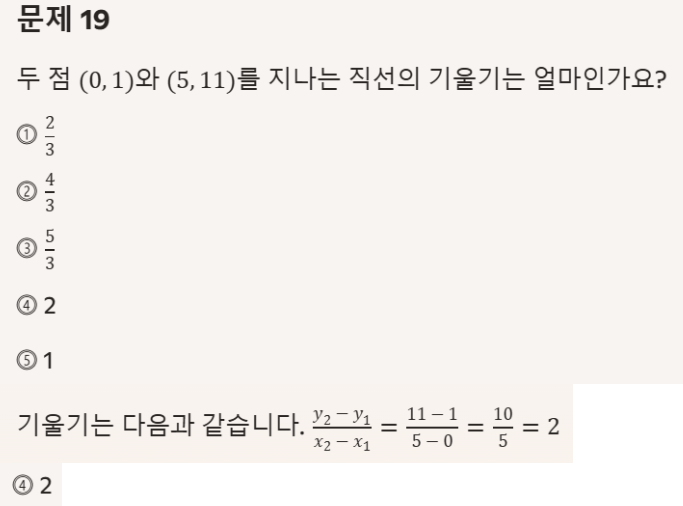 문제 19
두 점 (0, 1)와 (5, 11)를 지나는 직선의 기울기는 얼마인가요?
① 2/3
② 4/3
③ 5/3
④ 2
⑤ 1
기울기는 다음과 같습니다. (y₂ − y₁)/(x₂ − x₁) = (11 − 1)/(5 − 0) = 10/5 = 2
④ 2